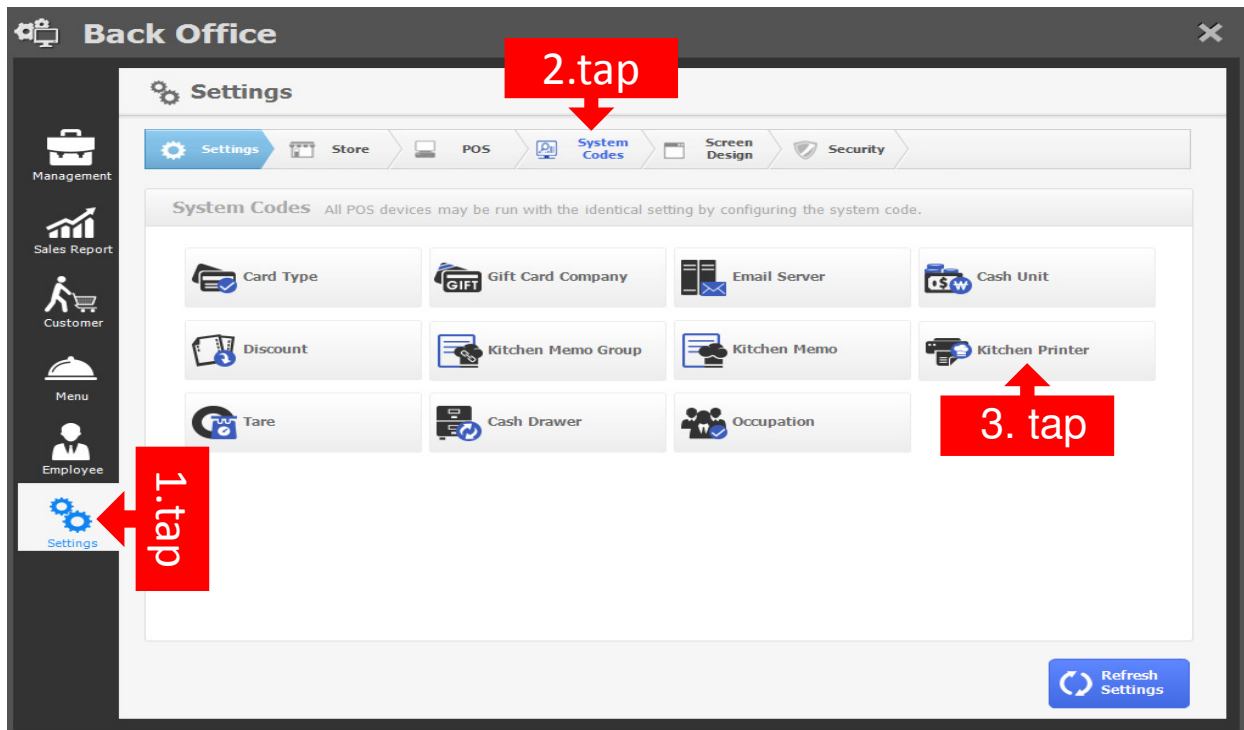 Back Office
2.tap
Settings
Settings
Store
POS
System
Codes
Screen
Design
Security
Management
Sales Report
Customer
Menu
Employee
Settings
1.tap
System Codes All POS devices may be run with the identical setting by configuring the system code.
Card Type
GIFT
Gift Card Company
Email Server
Cash Unit
Discount
Kitchen Memo Group
Kitchen Memo
Kitchen Printer
Tare
Cash Drawer
Occupation
3. tap
Refresh
Settings